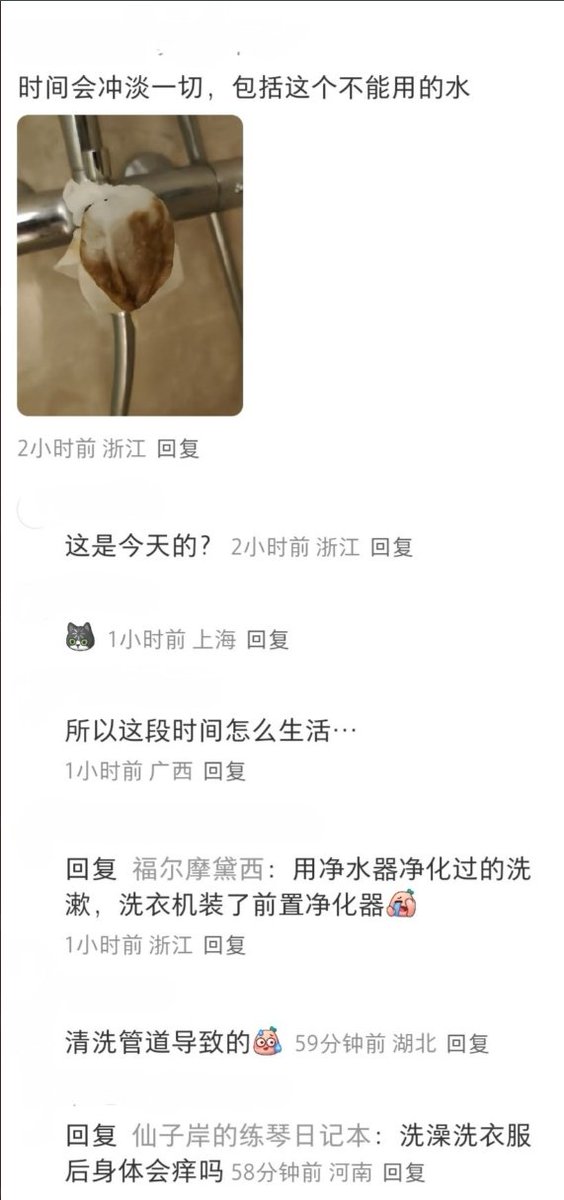 时间会冲淡一切，包括这个不能用的水
2小时前 浙江 回复
这是今天的？ 2小时前 浙江 回复
1小时前 上海 回复
所以这段时间怎么生活…
1小时前 广西 回复
回复 福尔摩黛西：用净水器净化过的洗
漱，洗衣机装了前置净化器
1小时前 浙江 回复
清洗管道导致的 59分钟前 湖北 回复
回复 仙子岸的练琴日记本：洗澡洗衣服
后身体会痒吗 58分钟前 河南 回复